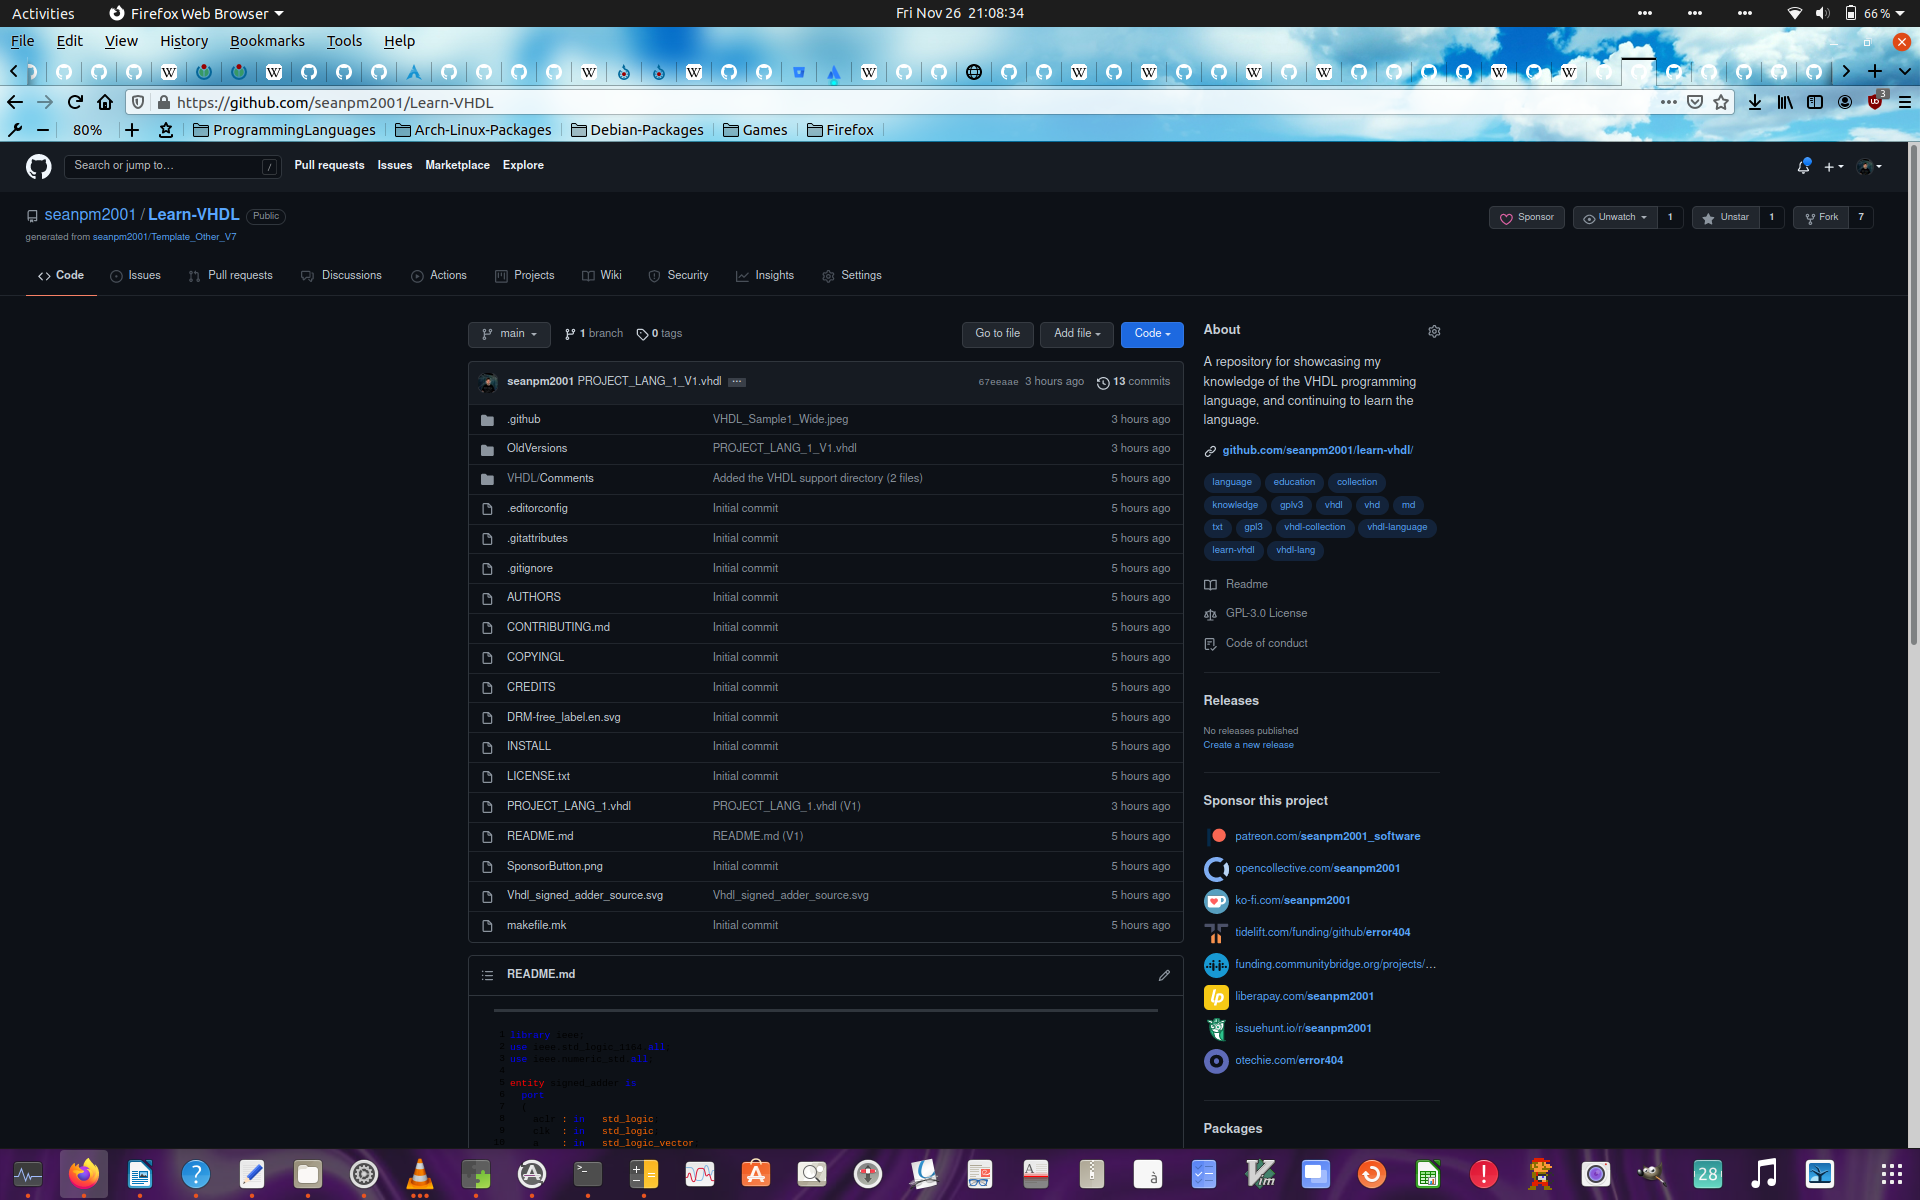 Activities Firefox Web Browser Fri Nov 26 21:08:34 66 %
File Edit View History Bookmarks Tools Help
https://github.com/seanpm2001/Learn-VHDL 3
80% ProgrammingLanguages Arch-Linux-Packages Debian-Packages Games Firefox
Search or jump to… / Pull requests Issues Marketplace Explore
seanpm2001 / Learn-VHDL Public Sponsor Unwatch 1 Unstar 1 Fork 7
generated from seanpm2001/Template_Other_V7
Code Issues Pull requests Discussions Actions Projects Wiki Security Insights Settings
main 1 branch 0 tags Go to file Add file Code
seanpm2001 PROJECT_LANG_1_V1.vhdl ... 67eeaae 3 hours ago 13 commits
.github VHDL_Sample1_Wide.jpeg 3 hours ago
OldVersions PROJECT_LANG_1_V1.vhdl 3 hours ago
VHDL/Comments Added the VHDL support directory (2 files) 5 hours ago
.editorconfig Initial commit 5 hours ago
.gitattributes Initial commit 5 hours ago
.gitignore Initial commit 5 hours ago
AUTHORS Initial commit 5 hours ago
CONTRIBUTING.md Initial commit 5 hours ago
COPYINGL Initial commit 5 hours ago
CREDITS Initial commit 5 hours ago
DRM-free_label.en.svg Initial commit 5 hours ago
INSTALL Initial commit 5 hours ago
LICENSE.txt Initial commit 5 hours ago
PROJECT_LANG_1.vhdl PROJECT_LANG_1.vhdl (V1) 3 hours ago
README.md README.md (V1) 5 hours ago
SponsorButton.png Initial commit 5 hours ago
Vhdl_signed_adder_source.svg Vhdl_signed_adder_source.svg 5 hours ago
makefile.mk Initial commit 5 hours ago
README.md
library ieee;
use ieee.std_logic_1164.all;
use ieee.numeric_std.all;
entity signed_adder is
port
(
aclr : in std_logic
clk : in std_logic
a : in std_logic_vector
About
A repository for showcasing my
knowledge of the VHDL programming
language, and continuing to learn the
language.
github.com/seanpm2001/learn-vhdl/
language education collection
knowledge gplv3 vhdl vhd md
txt gpl3 vhdl-collection vhdl-language
learn-vhdl vhdl-lang
Readme
GPL-3.0 License
Code of conduct
Releases
No releases published
Create a new release
Sponsor this project
patreon.com/seanpm2001_software
opencollective.com/seanpm2001
ko-fi.com/seanpm2001
tidelift.com/funding/github/error404
funding.communitybridge.org/projects/…
liberapay.com/seanpm2001
issuehunt.io/r/seanpm2001
otechie.com/error404
Packages
28